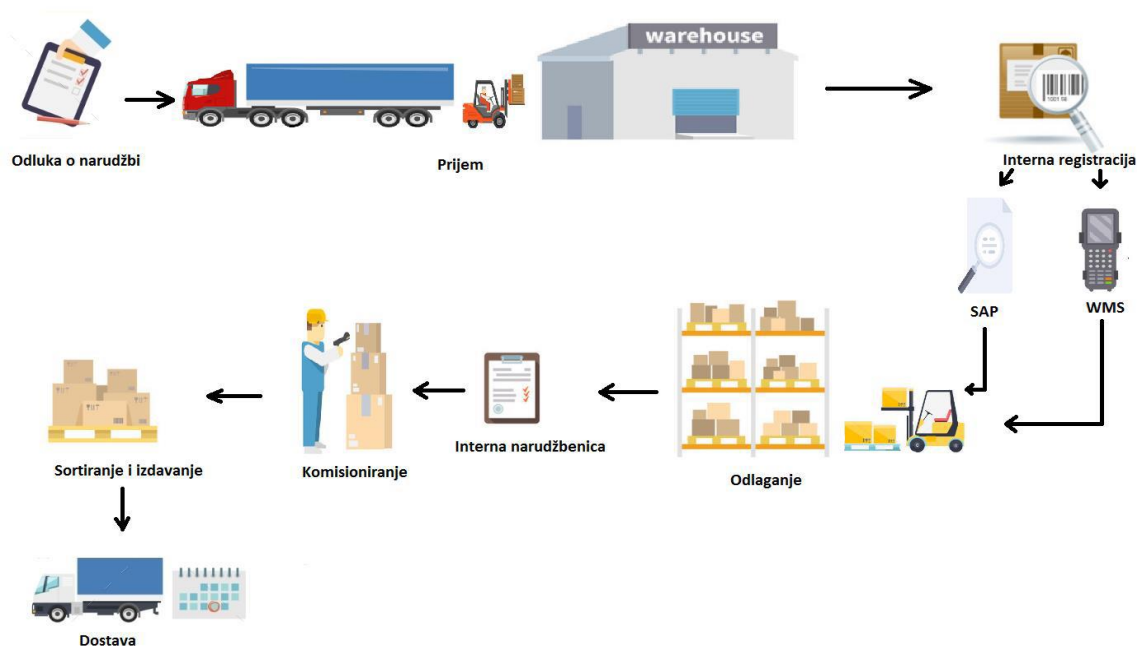 warehouse
Odluka o narudžbi
Prijem
Interna registracija
SAP
WMS
Interna narudžbenica
Sortiranje i izdavanje
Komisioniranje
Odlaganje
Dostava